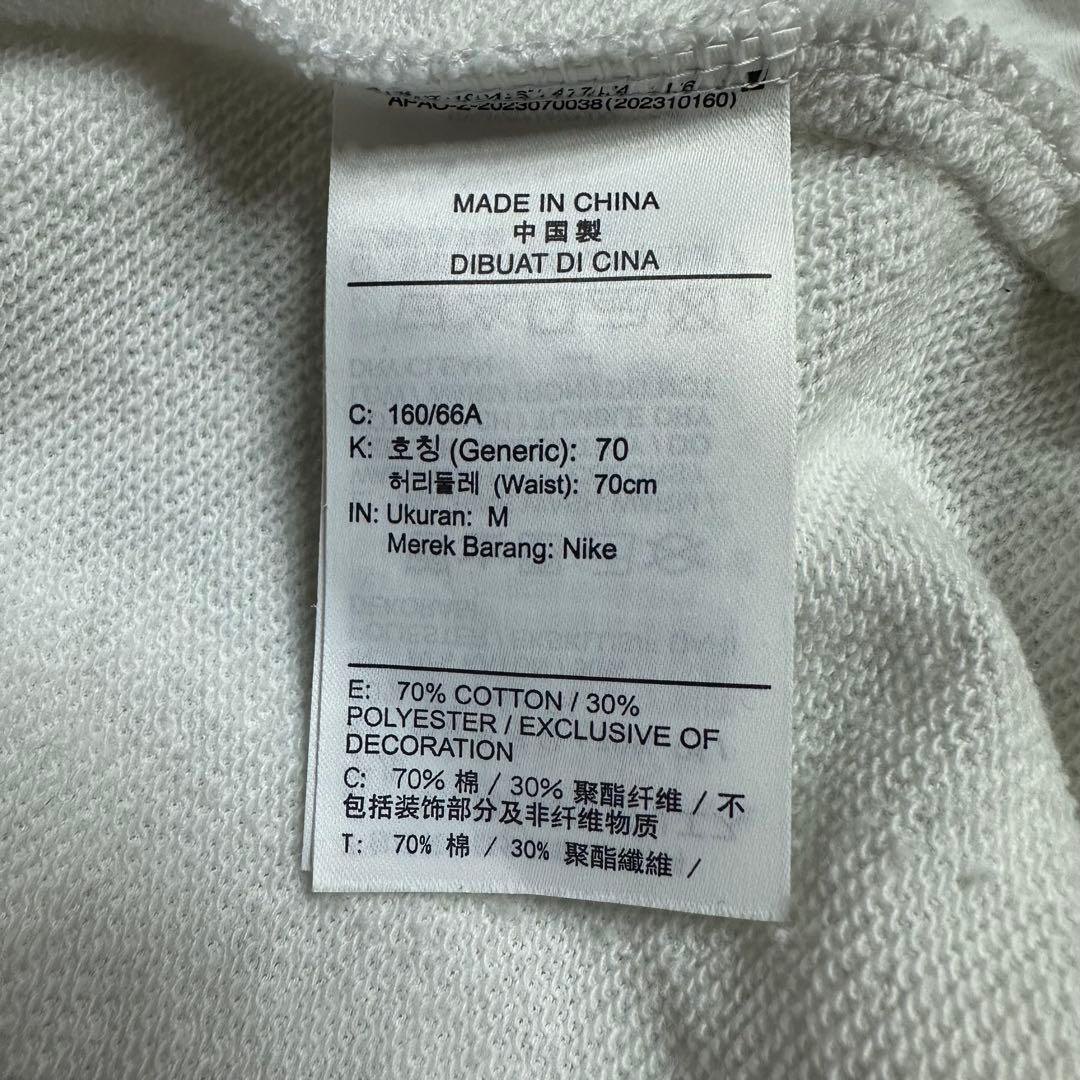 APAC-2-2023070038(202310160)
MADE IN CHINA
中国製
DIBUAT DI CINA
C: 160/66A
K: 호칭 (Generic): 70
허리둘레 (Waist): 70cm
IN: Ukuran: M
Merek Barang: Nike
E: 70% COTTON / 30%
POLYESTER / EXCLUSIVE OF
DECORATION
C: 70% 棉 / 30% 聚酯纤维 / 不
包括装饰部分及非纤维物质
T: 70% 棉 / 30% 聚酯纖維 /